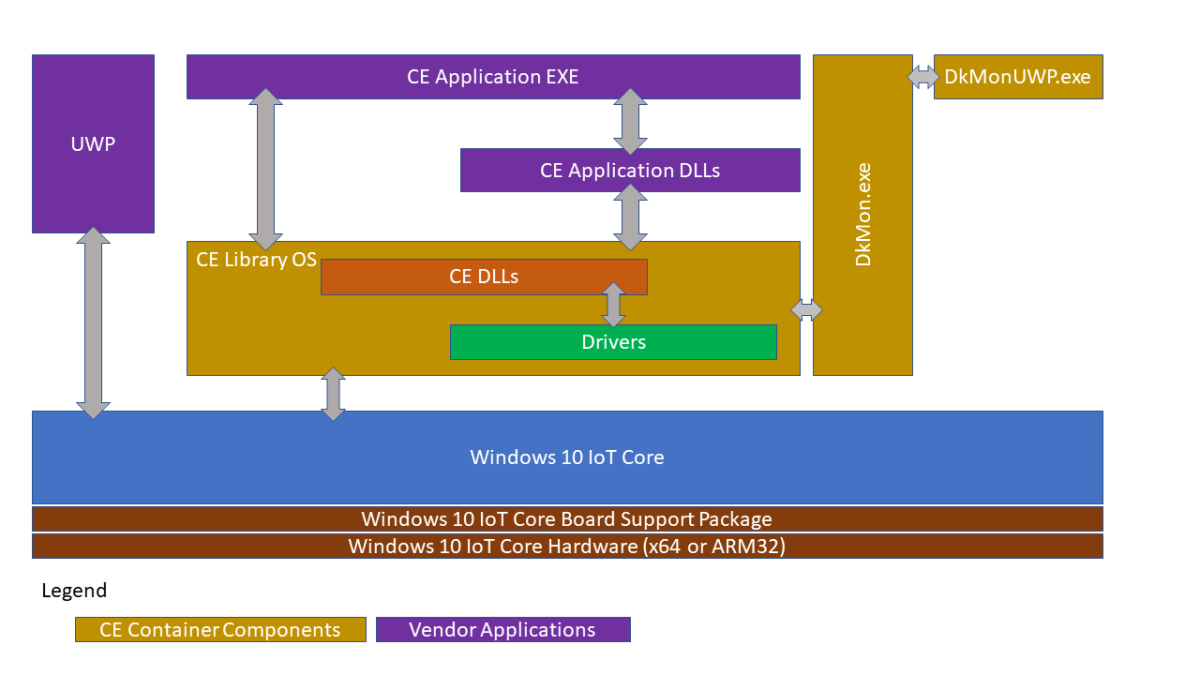 CE Application EXE
DkMonUWP.exe
UWP
CE Application DLLs
DkMon.exe
CE Library OS
CE DLLs
Drivers
Windows 10 IoT Core
Windows 10 IoT Core Board Support Package
Windows 10 IoT Core Hardware (x64 or ARM32)
Legend
CE Container Components
Vendor Applications